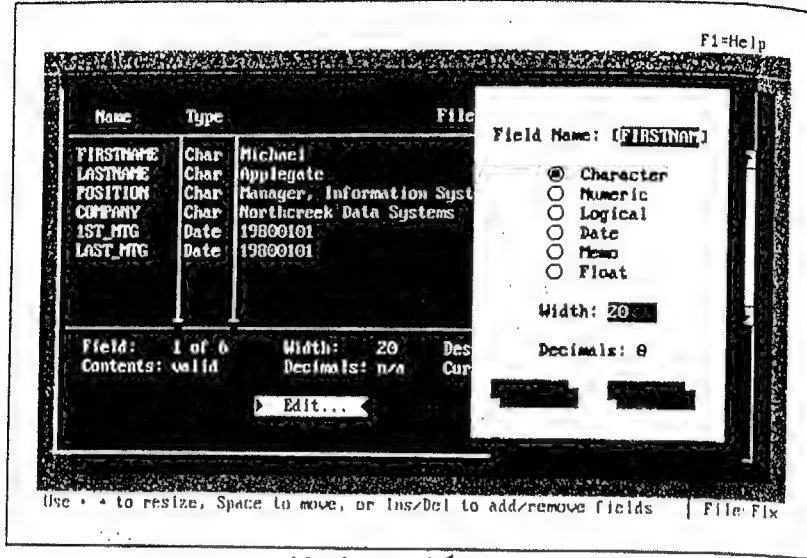 F1=Help
Name Type File
FIRSTNAME Char Michael
LASTNAME Char Applegate
POSITION Char Manager, Information Syst
COMPANY Char Northcreek Data Systems
1ST_MTG Date 19800101
LAST_MTG Date 19800101
Field: 1 of 6 Width: 20 Des
Contents: valid Decimals: n/a Cur
Edit...
Field Name: [FIRSTNAM]
Character
Numeric
Logical
Date
Memo
Float
Width: 20
Decimals: 0
Use to resize, Space to move, or Ins/Del to add/remove fields | File Fix